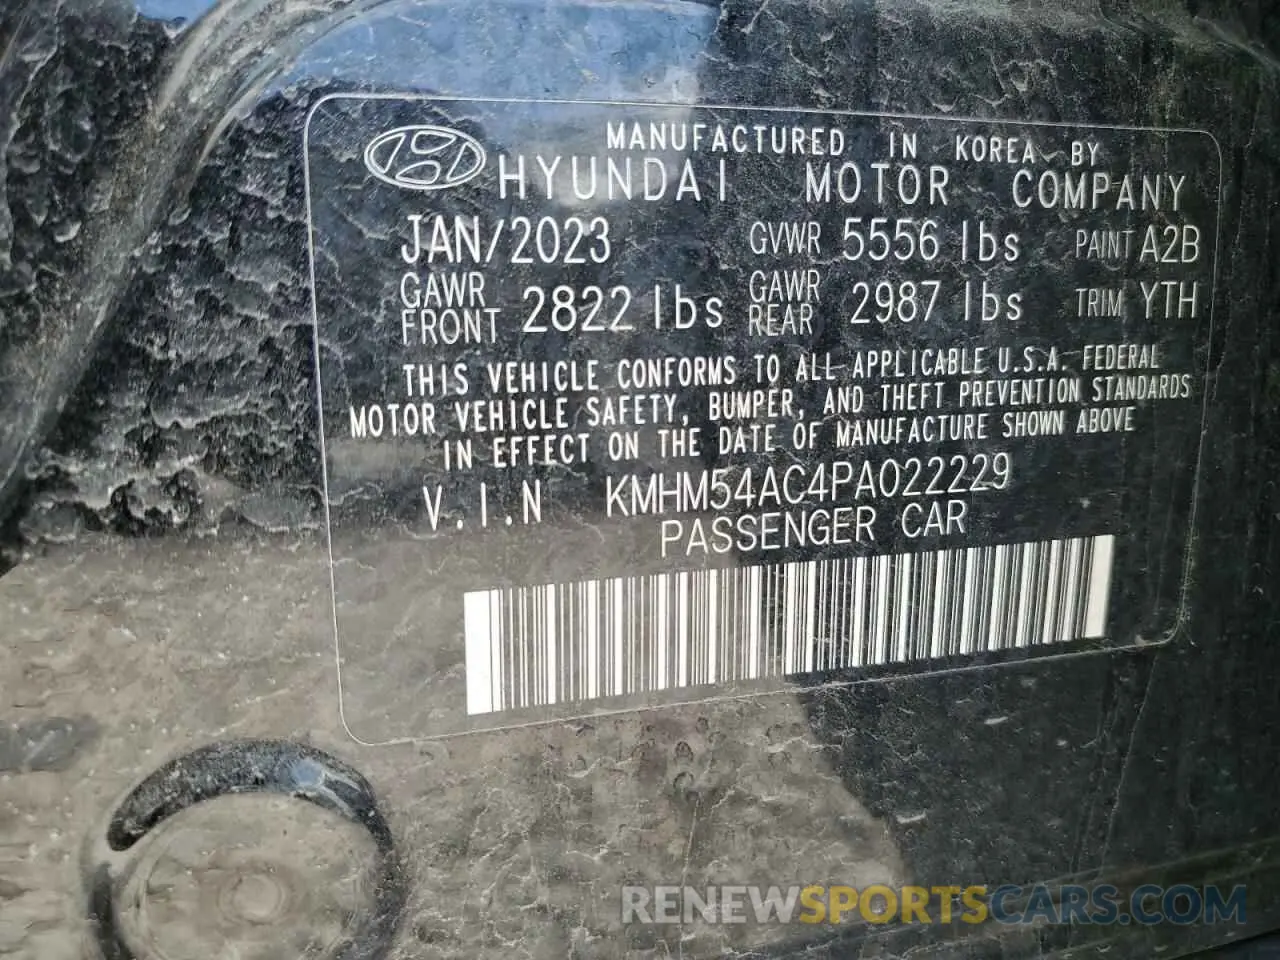 MANUFACTURED IN KOREA BY
HYUNDAI MOTOR COMPANY
JAN/2023 GVWR 5556 lbs PAINT A2B
GAWR FRONT 2822 lbs GAWR REAR 2987 lbs TRIM YTH
THIS VEHICLE CONFORMS TO ALL APPLICABLE U.S.A. FEDERAL
MOTOR VEHICLE SAFETY, BUMPER, AND THEFT PREVENTION STANDARDS
IN EFFECT ON THE DATE OF MANUFACTURE SHOWN ABOVE
V.I.N KMHM54AC4PA022229
PASSENGER CAR
RENEWSPORTSCARS.COM